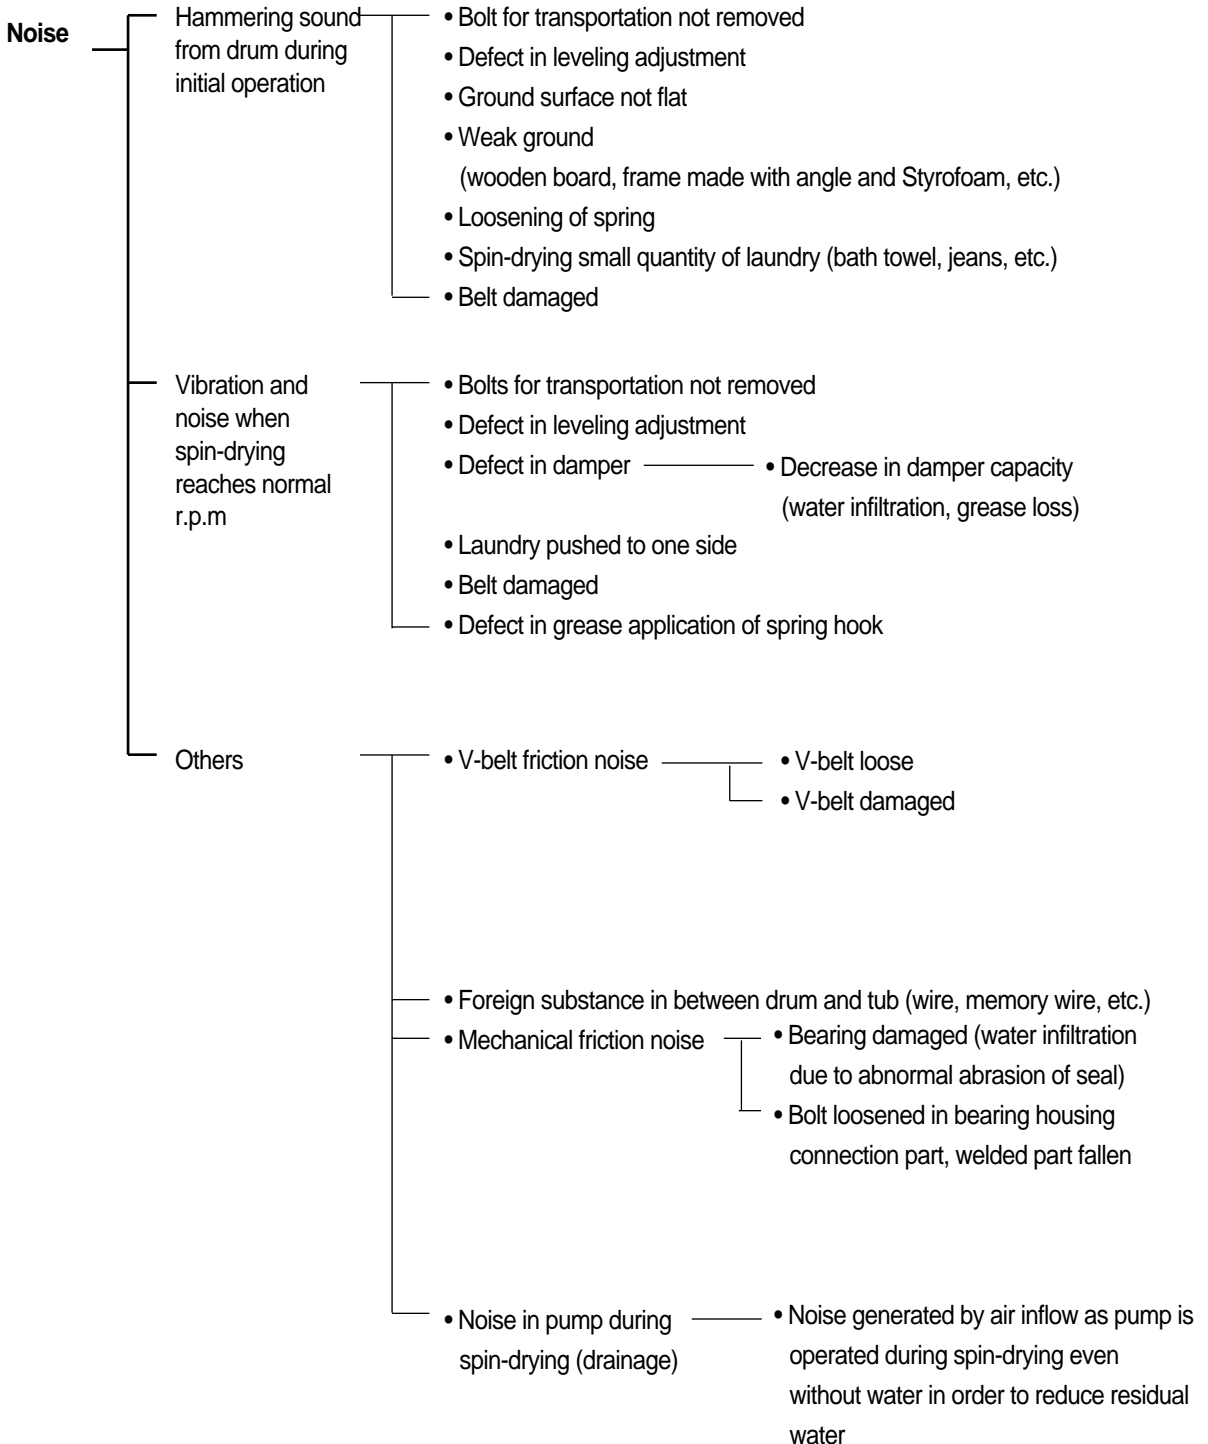 Noise
Hammering sound
from drum during
initial operation
• Bolt for transportation not removed
• Defect in leveling adjustment
• Ground surface not flat
• Weak ground
(wooden board, frame made with angle and Styrofoam, etc.)
• Loosening of spring
• Spin-drying small quantity of laundry (bath towel, jeans, etc.)
• Belt damaged
Vibration and
noise when
spin-drying
reaches normal
r.p.m
• Bolts for transportation not removed
• Defect in leveling adjustment
• Defect in damper
• Decrease in damper capacity
(water infiltration, grease loss)
• Laundry pushed to one side
• Belt damaged
• Defect in grease application of spring hook
Others
• V-belt friction noise
• V-belt loose
• V-belt damaged
• Foreign substance in between drum and tub (wire, memory wire, etc.)
• Mechanical friction noise
• Bearing damaged (water infiltration
due to abnormal abrasion of seal)
• Bolt loosened in bearing housing
connection part, welded part fallen
• Noise in pump during
spin-drying (drainage)
• Noise generated by air inflow as pump is
operated during spin-drying even
without water in order to reduce residual
water